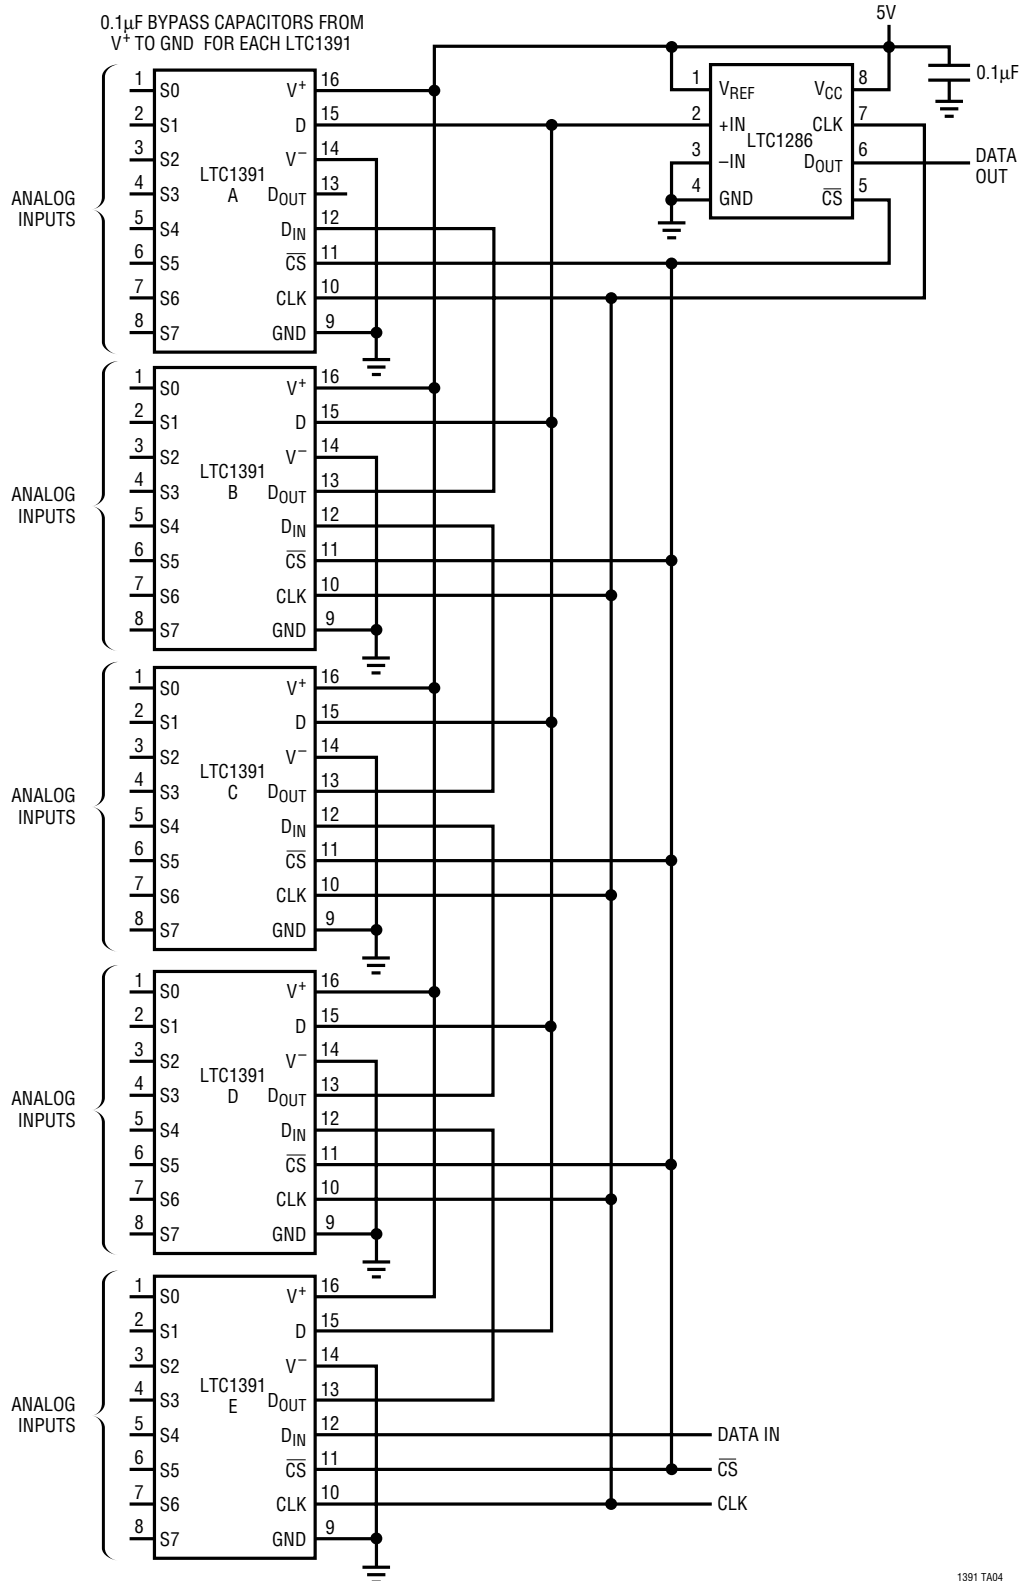 0.1µF BYPASS CAPACITORS FROM
V+ TO GND FOR EACH LTC1391
5V
0.1µF
1 VREF
2 +IN
3 –IN
4 GND
LTC1286
VCC 8
CLK 7
DOUT 6
CS 5
DATA
OUT
ANALOG
INPUTS
1 S0
2 S1
3 S2
4 S3
5 S4
6 S5
7 S6
8 S7
LTC1391
A
V+ 16
D 15
V– 14
DOUT 13
DIN 12
CS 11
CLK 10
GND 9
ANALOG
INPUTS
1 S0
2 S1
3 S2
4 S3
5 S4
6 S5
7 S6
8 S7
LTC1391
B
V+ 16
D 15
V– 14
DOUT 13
DIN 12
CS 11
CLK 10
GND 9
ANALOG
INPUTS
1 S0
2 S1
3 S2
4 S3
5 S4
6 S5
7 S6
8 S7
LTC1391
C
V+ 16
D 15
V– 14
DOUT 13
DIN 12
CS 11
CLK 10
GND 9
ANALOG
INPUTS
1 S0
2 S1
3 S2
4 S3
5 S4
6 S5
7 S6
8 S7
LTC1391
D
V+ 16
D 15
V– 14
DOUT 13
DIN 12
CS 11
CLK 10
GND 9
ANALOG
INPUTS
1 S0
2 S1
3 S2
4 S3
5 S4
6 S5
7 S6
8 S7
LTC1391
E
V+ 16
D 15
V– 14
DOUT 13
DIN 12
CS 11
CLK 10
GND 9
DATA IN
CS
CLK
1391 TA04